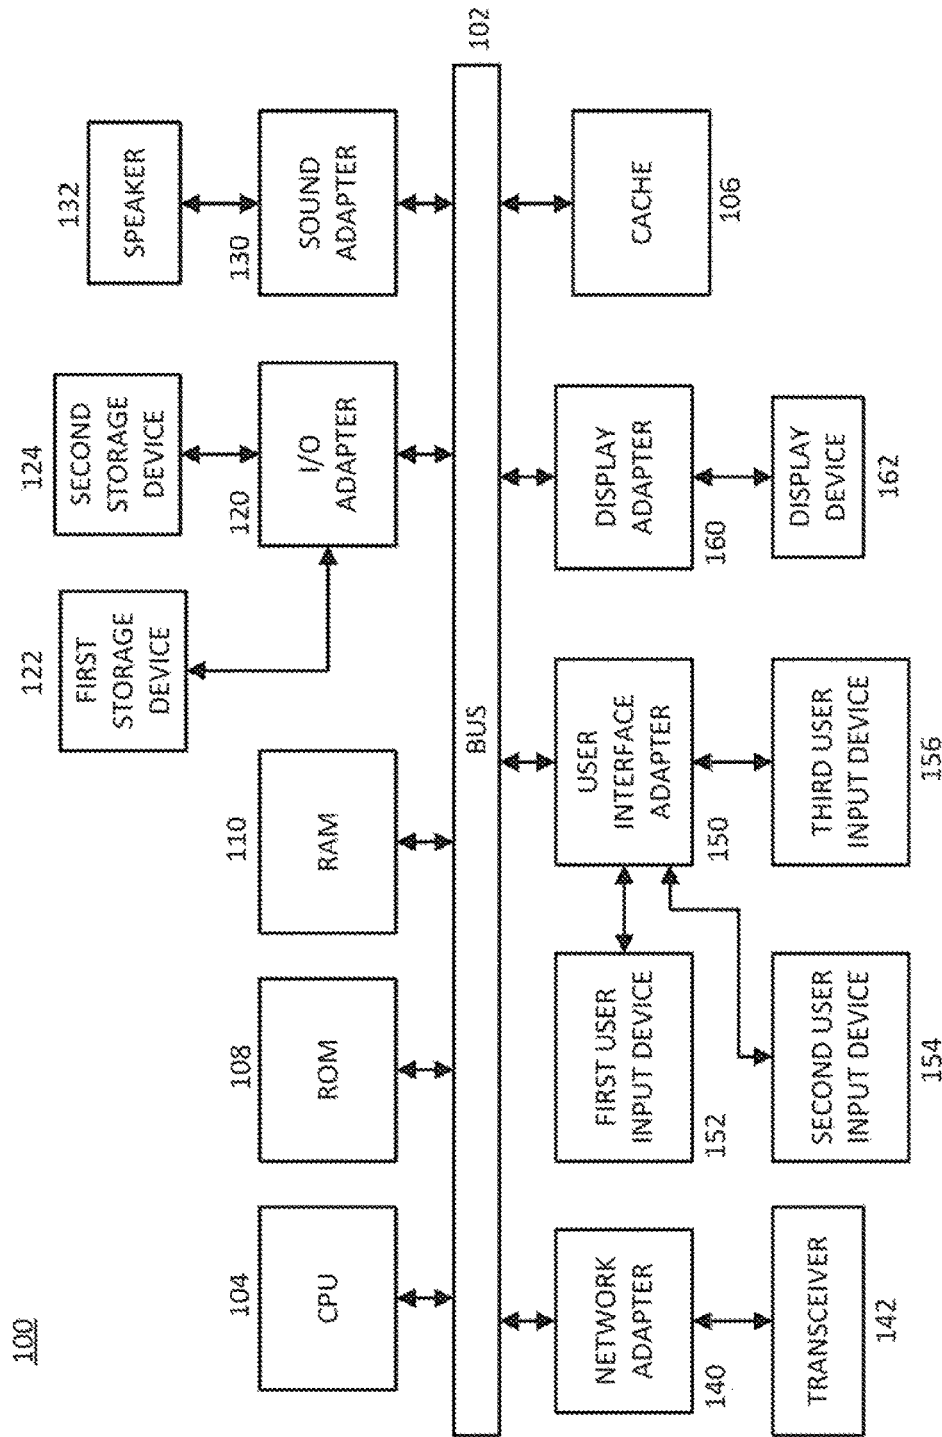 100
122
124
132
FIRST
STORAGE
DEVICE
SECOND
STORAGE
DEVICE
SPEAKER
104
108
110
120
130
CPU
ROM
RAM
I/O
ADAPTER
SOUND
ADAPTER
BUS
102
NETWORK
ADAPTER
FIRST USER
INPUT DEVICE
USER
INTERFACE
ADAPTER
DISPLAY
ADAPTER
CACHE
140
152
150
160
106
TRANSCEIVER
SECOND USER
INPUT DEVICE
THIRD USER
INPUT DEVICE
DISPLAY
DEVICE
142
154
156
162